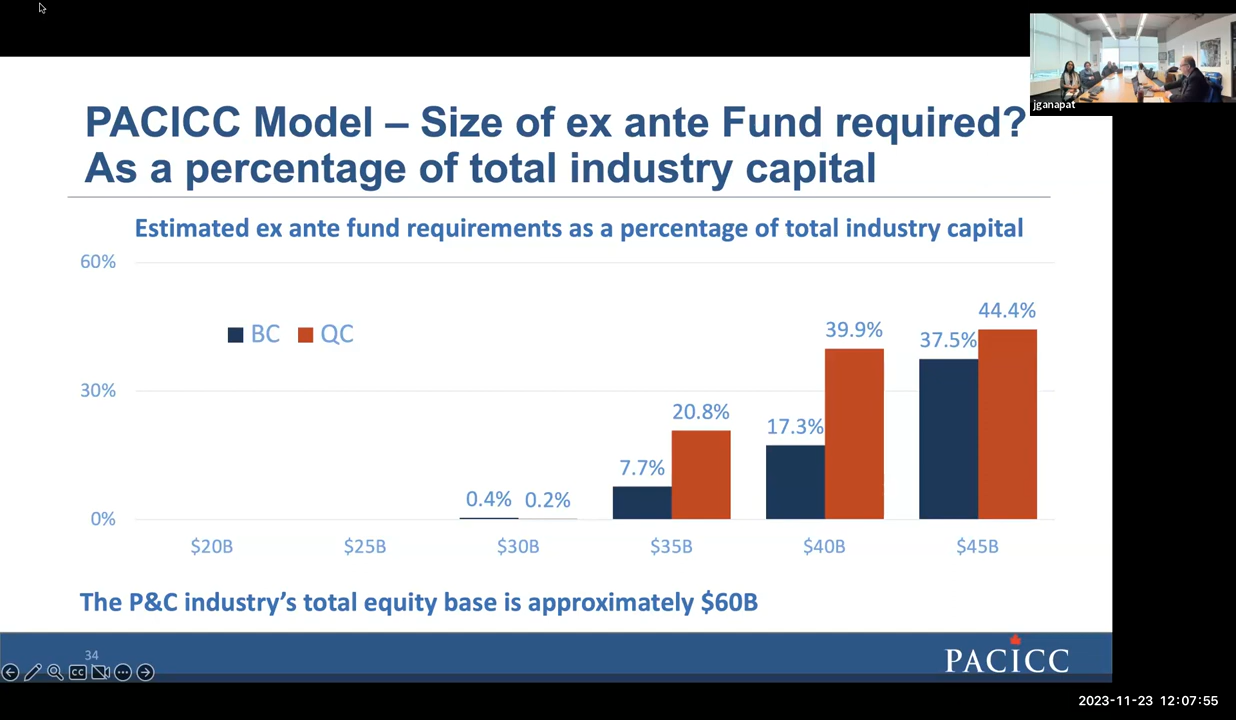 jganapat
PACICC Model – Size of ex ante Fund required?
As a percentage of total industry capital
Estimated ex ante fund requirements as a percentage of total industry capital
60%
30%
0%
BC QC
0.4% 0.2%
7.7% 20.8%
17.3% 39.9%
37.5% 44.4%
$20B $25B $30B $35B $40B $45B
The P&C industry's total equity base is approximately $60B
34
CC
PACICC
2023-11-23 12:07:55